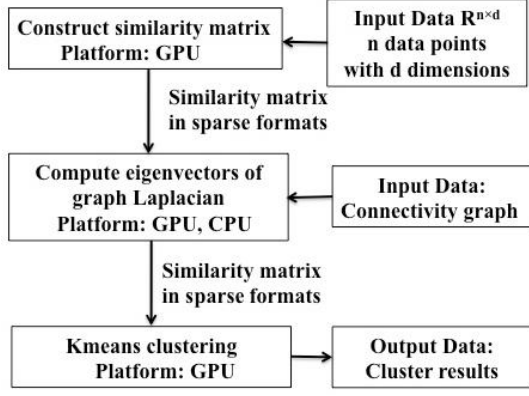 Construct similarity matrix
Platform: GPU
Input Data Rⁿˣᵈ
n data points
with d dimensions
Similarity matrix
in sparse formats
Compute eigenvectors of
graph Laplacian
Platform: GPU, CPU
Input Data:
Connectivity graph
Similarity matrix
in sparse formats
Kmeans clustering
Platform: GPU
Output Data:
Cluster results